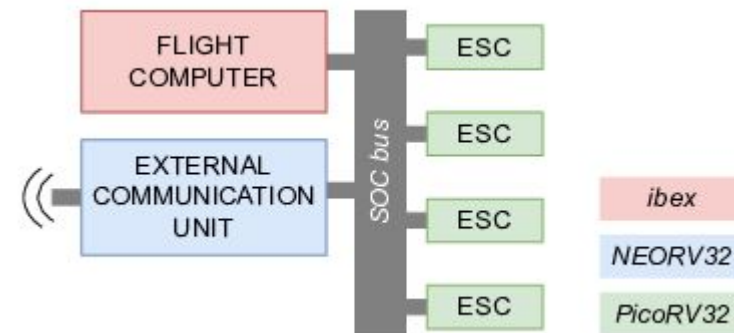 FLIGHT
COMPUTER
EXTERNAL
COMMUNICATION
UNIT
SOC bus
ESC
ESC
ESC
ESC
ibex
NEORV32
PicoRV32